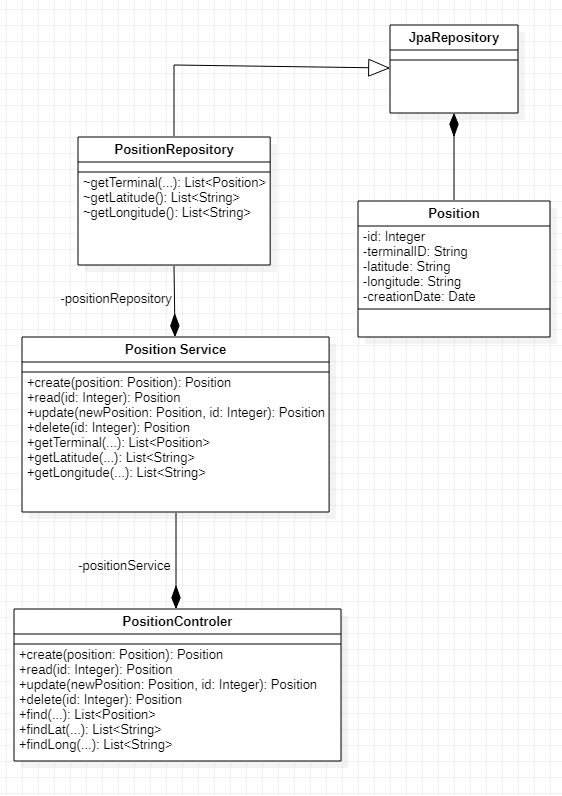 JpaRepository
PositionRepository
~getTerminal(...): List<Position>
~getLatitude(): List<String>
~getLongitude(): List<String>
Position
-id: Integer
-terminalID: String
-latitude: String
-longitude: String
-creationDate: Date
-positionRepository
Position Service
+create(position: Position): Position
+read(id: Integer): Position
+update(newPosition: Position, id: Integer): Position
+delete(id: Integer): Position
+getTerminal(...): List<Position>
+getLatitude(...): List<String>
+getLongitude(...): List<String>
-positionService
PositionControler
+create(position: Position): Position
+read(id: Integer): Position
+update(newPosition: Position, id: Integer): Position
+delete(id: Integer): Position
+find(...): List<Position>
+findLat(...): List<String>
+findLong(...): List<String>